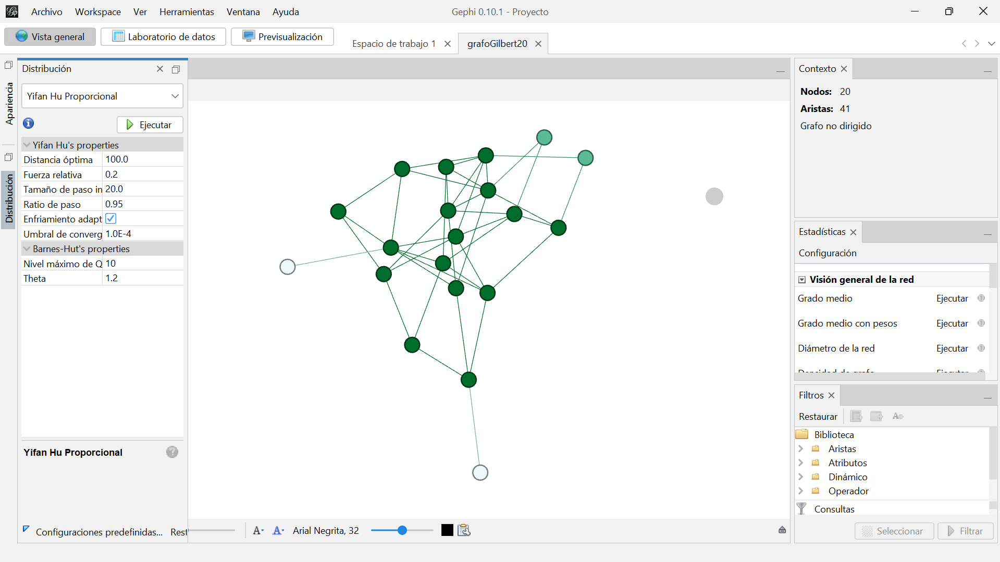 Archivo Workspace Ver Herramientas Ventana Ayuda Gephi 0.10.1 - Proyecto
Vista general Laboratorio de datos Previsualización Espacio de trabajo 1 grafoGilbert20
Apariencia
Distribución
Distribución
Yifan Hu Proporcional
Ejecutar
Yifan Hu's properties
Distancia óptima 100.0
Fuerza relativa 0.2
Tamaño de paso in 20.0
Ratio de paso 0.95
Enfriamiento adapt
Umbral de converg 1.0E-4
Barnes-Hut's properties
Nivel máximo de Q 10
Theta 1.2
Yifan Hu Proporcional
Configuraciones predefinidas... Rest
Arial Negrita, 32
Contexto
Nodos: 20
Aristas: 41
Grafo no dirigido
Estadísticas
Configuración
Visión general de la red
Grado medio Ejecutar
Grado medio con pesos Ejecutar
Diámetro de la red Ejecutar
Densidad de grafo Ejecutar
Filtros
Restaurar
Biblioteca
Aristas
Atributos
Dinámico
Operador
Consultas
Seleccionar Filtrar